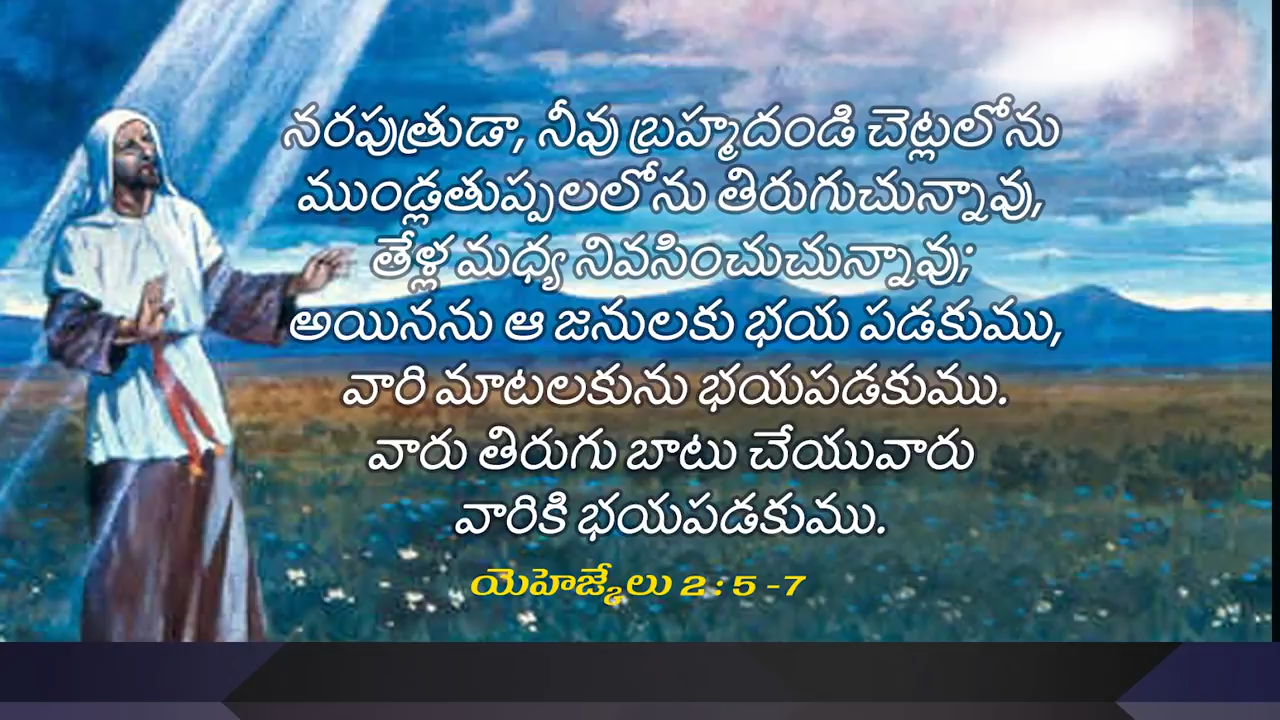 నరపుత్రుడా, నీవు బ్రహ్మదండి చెట్లలోను
ముండ్లతుప్పలలోను తిరుగుచున్నావు,
తేళ్ల మధ్య నివసించుచున్నావు;
అయినను ఆ జనులకు భయ పడకుము,
వారి మాటలకును భయపడకుము.
వారు తిరుగు బాటు చేయువారు
వారికి భయపడకుము.
యెహెజ్కేలు 2 : 5 -7